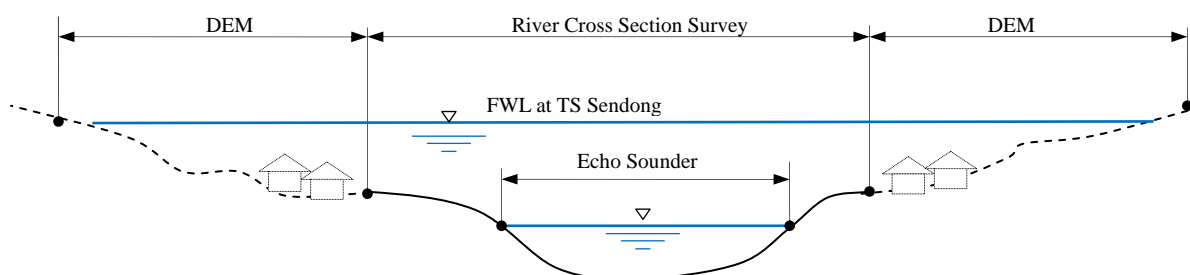 DEM
River Cross Section Survey
DEM
FWL at TS Sendong
Echo Sounder